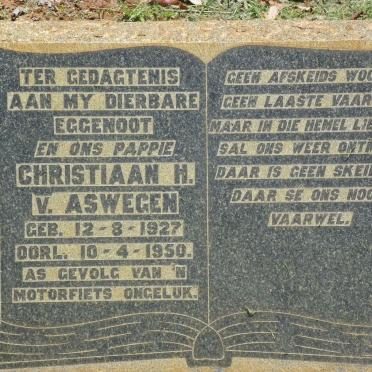 TER GEDAGTENIS
AAN MY DIERBARE
EGGENOOT
EN ONS PAPPIE
CHRISTIAAN H.
V. ASWEGEN
GEB. 12-8-1927
OORL. 10-4-1950.
AS GEVOLG VAN 'N
MOTORFIETS ONGELUK.
GEEN AFSKEIDS
GEEN LAASTE
MAAR IN DIE HEMEL
SAL ONS WEER
DAAR IS GEEN
DAAR SE ONS
VAARWEL.